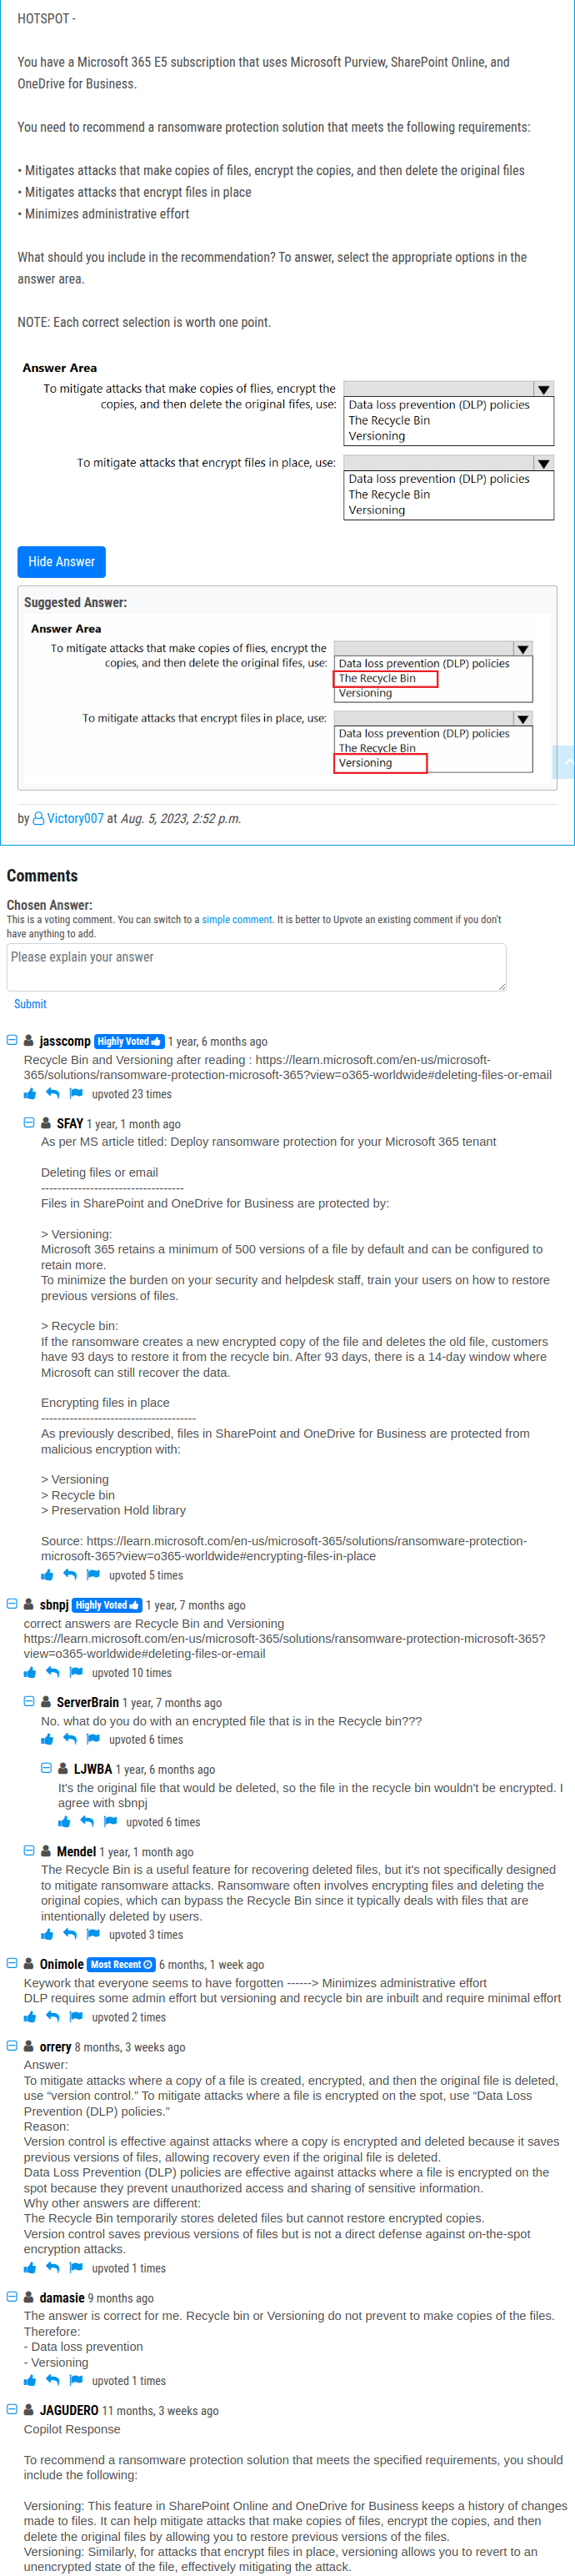 HOTSPOT -
You have a Microsoft 365 E5 subscription that uses Microsoft Purview, SharePoint Online, and
OneDrive for Business.
You need to recommend a ransomware protection solution that meets the following requirements:
• Mitigates attacks that make copies of files, encrypt the copies, and then delete the original files
• Mitigates attacks that encrypt files in place
• Minimizes administrative effort
What should you include in the recommendation? To answer, select the appropriate options in the
answer area.
NOTE: Each correct selection is worth one point.
Answer Area
To mitigate attacks that make copies of flies, encrypt the
copies, and then delete the original fifes, use:
Data loss prevention (DLP) policies
The Recycle Bin
Versioning
To mitigate attacks that encrypt files in place, use:
Data loss prevention (DLP) policies
The Recycle Bin
Versioning
Hide Answer
Suggested Answer:
Answer Area
To mitigate attacks that make copies of flies, encrypt the
copies, and then delete the original fifes, use:
Data loss prevention (DLP) policies
The Recycle Bin
Versioning
To mitigate attacks that encrypt files in place, use:
Data loss prevention (DLP) policies
The Recycle Bin
Versioning
by Victory007 at Aug. 5, 2023, 2:52 p.m.
Comments
Chosen Answer:
This is a voting comment. You can switch to a simple comment. It is better to Upvote an existing comment if you don't
have anything to add.
Please explain your answer
Submit
jasscomp Highly Voted 1 year, 6 months ago
Recycle Bin and Versioning after reading : https://learn.microsoft.com/en-us/microsoft-
365/solutions/ransomware-protection-microsoft-365?view=o365-worldwide#deleting-files-or-email
upvoted 23 times
SFAY 1 year, 1 month ago
As per MS article titled: Deploy ransomware protection for your Microsoft 365 tenant
Deleting files or email
-----------------------------------
Files in SharePoint and OneDrive for Business are protected by:
> Versioning:
Microsoft 365 retains a minimum of 500 versions of a file by default and can be configured to
retain more.
To minimize the burden on your security and helpdesk staff, train your users on how to restore
previous versions of files.
> Recycle bin:
If the ransomware creates a new encrypted copy of the file and deletes the old file, customers
have 93 days to restore it from the recycle bin. After 93 days, there is a 14-day window where
Microsoft can still recover the data.
Encrypting files in place
--------------------------------------
As previously described, files in SharePoint and OneDrive for Business are protected from
malicious encryption with:
> Versioning
> Recycle bin
> Preservation Hold library
Source: https://learn.microsoft.com/en-us/microsoft-365/solutions/ransomware-protection-
microsoft-365?view=o365-worldwide#encrypting-files-in-place
upvoted 5 times
sbnpj Highly Voted 1 year, 7 months ago
correct answers are Recycle Bin and Versioning
https://learn.microsoft.com/en-us/microsoft-365/solutions/ransomware-protection-microsoft-365?
view=o365-worldwide#deleting-files-or-email
upvoted 10 times
ServerBrain 1 year, 7 months ago
No. what do you do with an encrypted file that is in the Recycle bin???
upvoted 6 times
LJWBA 1 year, 6 months ago
It's the original file that would be deleted, so the file in the recycle bin wouldn't be encrypted. I
agree with sbnpj
upvoted 6 times
Mendel 1 year, 1 month ago
The Recycle Bin is a useful feature for recovering deleted files, but it's not specifically designed
to mitigate ransomware attacks. Ransomware often involves encrypting files and deleting the
original copies, which can bypass the Recycle Bin since it typically deals with files that are
intentionally deleted by users.
upvoted 3 times
Onimole Most Recent 6 months, 1 week ago
Keywork that everyone seems to have forgotten ------> Minimizes administrative effort
DLP requires some admin effort but versioning and recycle bin are inbuilt and require minimal effort
upvoted 2 times
orrery 8 months, 3 weeks ago
Answer:
To mitigate attacks where a copy of a file is created, encrypted, and then the original file is deleted,
use “version control.” To mitigate attacks where a file is encrypted on the spot, use “Data Loss
Prevention (DLP) policies.”
Reason:
Version control is effective against attacks where a copy is encrypted and deleted because it saves
previous versions of files, allowing recovery even if the original file is deleted.
Data Loss Prevention (DLP) policies are effective against attacks where a file is encrypted on the
spot because they prevent unauthorized access and sharing of sensitive information.
Why other answers are different:
The Recycle Bin temporarily stores deleted files but cannot restore encrypted copies.
Version control saves previous versions of files but is not a direct defense against on-the-spot
encryption attacks.
upvoted 1 times
damasie 9 months ago
The answer is correct for me. Recycle bin or Versioning do not prevent to make copies of the files.
Therefore:
- Data loss prevention
- Versioning
upvoted 1 times
JAGUDERO 11 months, 3 weeks ago
Copilot Response
To recommend a ransomware protection solution that meets the specified requirements, you should
include the following:
Versioning: This feature in SharePoint Online and OneDrive for Business keeps a history of changes
made to files. It can help mitigate attacks that make copies of files, encrypt the copies, and then
delete the original files by allowing you to restore previous versions of the files.
Versioning: Similarly, for attacks that encrypt files in place, versioning allows you to revert to an
unencrypted state of the file, effectively mitigating the attack.